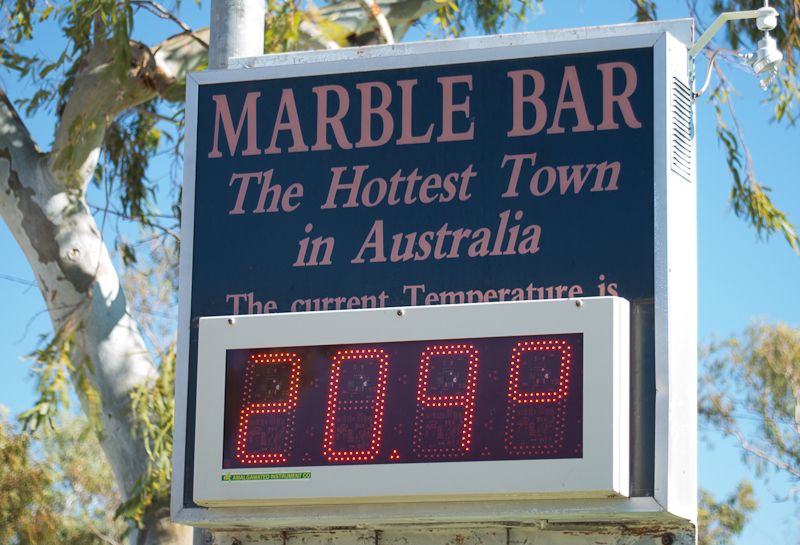 MARBLE BAR
The Hottest Town
in Australia
The current Temperature is
20.9°
AMALGAMATED INSTRUMENT CO